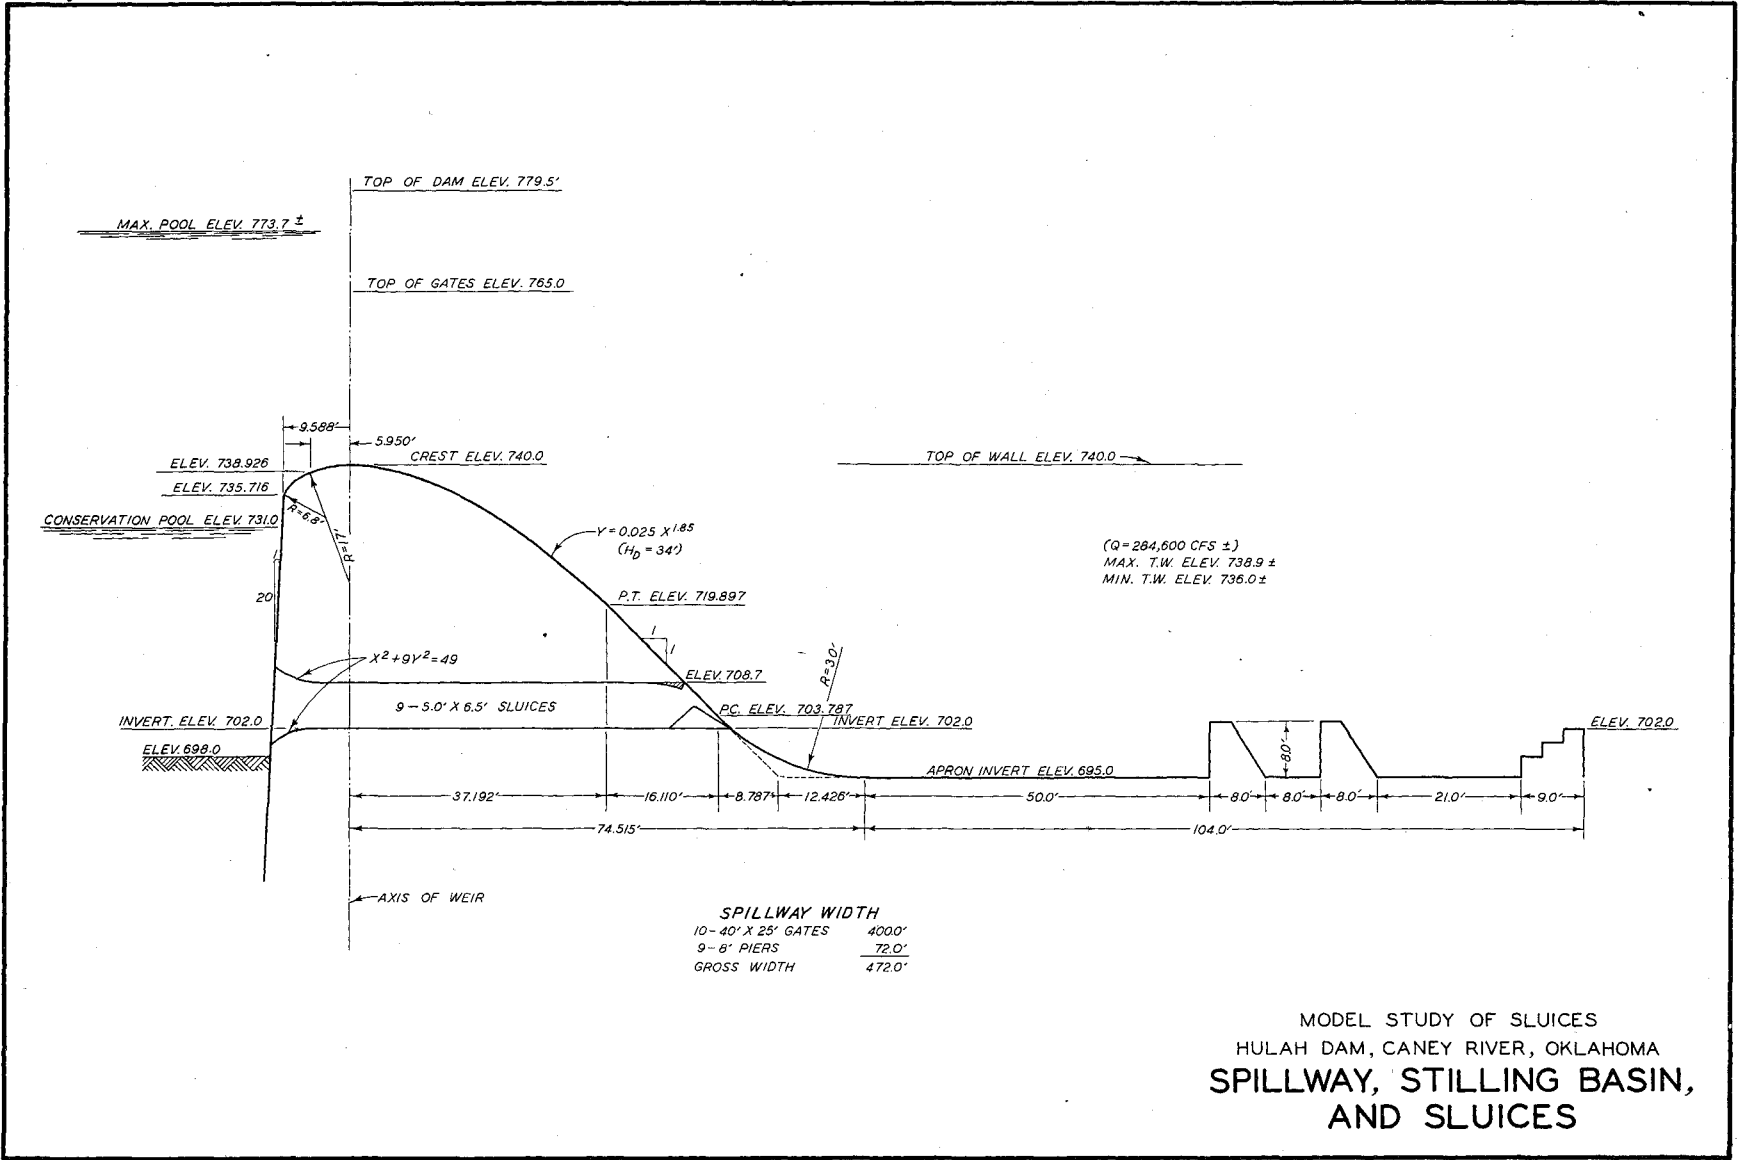 TOP OF DAM ELEV. 779.5'
MAX. POOL ELEV. 773.7 ±
TOP OF GATES ELEV. 765.0
9.588'
5.950'
ELEV. 738.926
CREST ELEV. 740.0
TOP OF WALL ELEV. 740.0
ELEV. 735.716
R=6.8'
CONSERVATION POOL ELEV. 731.0
R=17'
Y = 0.025 X^1.85
(H_D = 34')
(Q=284,600 CFS ±)
MAX. T.W. ELEV. 738.9 ±
MIN. T.W. ELEV. 736.0 ±
1
20
P.T. ELEV. 719.897
1
1
X²+9Y²=49
ELEV. 708.7
R=30'
9-5.0' X 6.5' SLUICES
P.C. ELEV. 703.787
INVERT. ELEV. 702.0
INVERT ELEV. 702.0
ELEV. 702.0
ELEV. 698.0
8.0'
APRON INVERT ELEV. 695.0
37.192'
16.110'
8.787'
12.426'
50.0'
8.0'
8.0'
8.0'
21.0'
9.0'
74.515'
104.0'
AXIS OF WEIR
SPILLWAY WIDTH
10-40' X 25' GATES 400.0'
9-8' PIERS 72.0'
GROSS WIDTH 472.0'
MODEL STUDY OF SLUICES
HULAH DAM, CANEY RIVER, OKLAHOMA
SPILLWAY, STILLING BASIN,
AND SLUICES